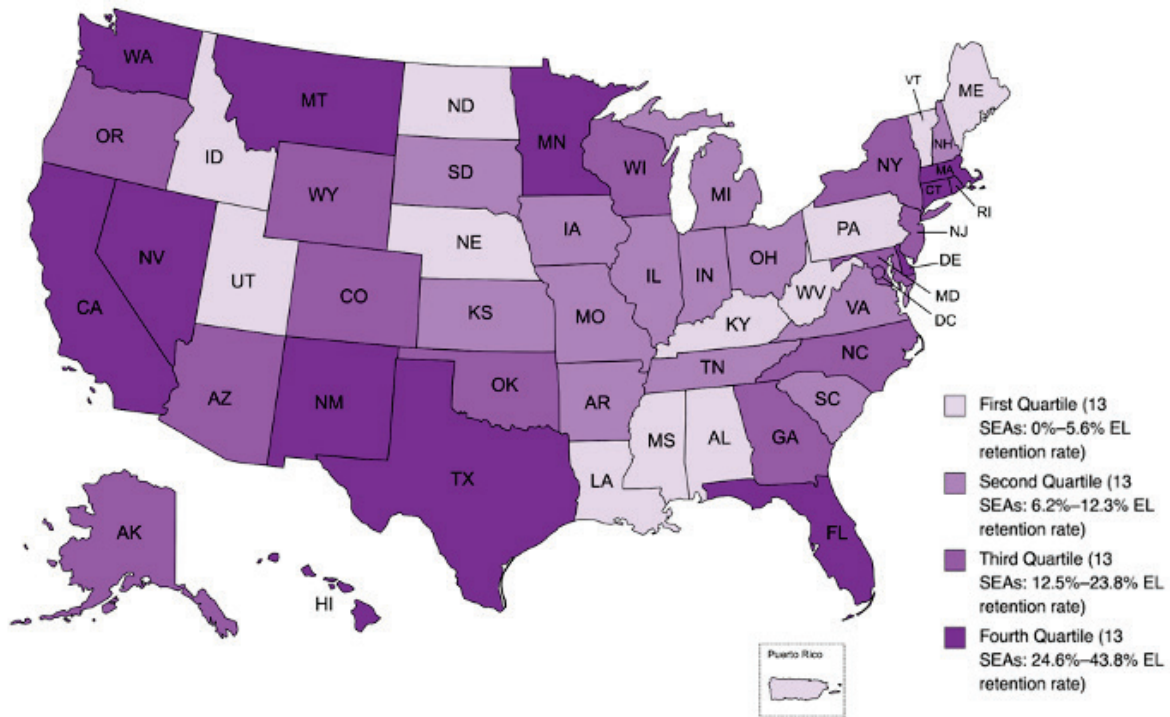 WA
MT
ND
MN
VT
ME
OR
ID
SD
WI
NY
NH
MA
CT
RI
WY
MI
NE
IA
PA
NJ
NV
UT
OH
DE
CA
CO
IL
IN
WV
MD
KS
MO
VA
DC
KY
AZ
NM
OK
TN
NC
AR
SC
MS
AL
GA
TX
LA
FL
AK
HI
First Quartile (13
SEAs: 0%–5.6% EL
retention rate)
Second Quartile (13
SEAs: 6.2%–12.3% EL
retention rate)
Third Quartile (13
SEAs: 12.5%–23.8% EL
retention rate)
Fourth Quartile (13
SEAs: 24.6%–43.8% EL
retention rate)
Puerto Rico